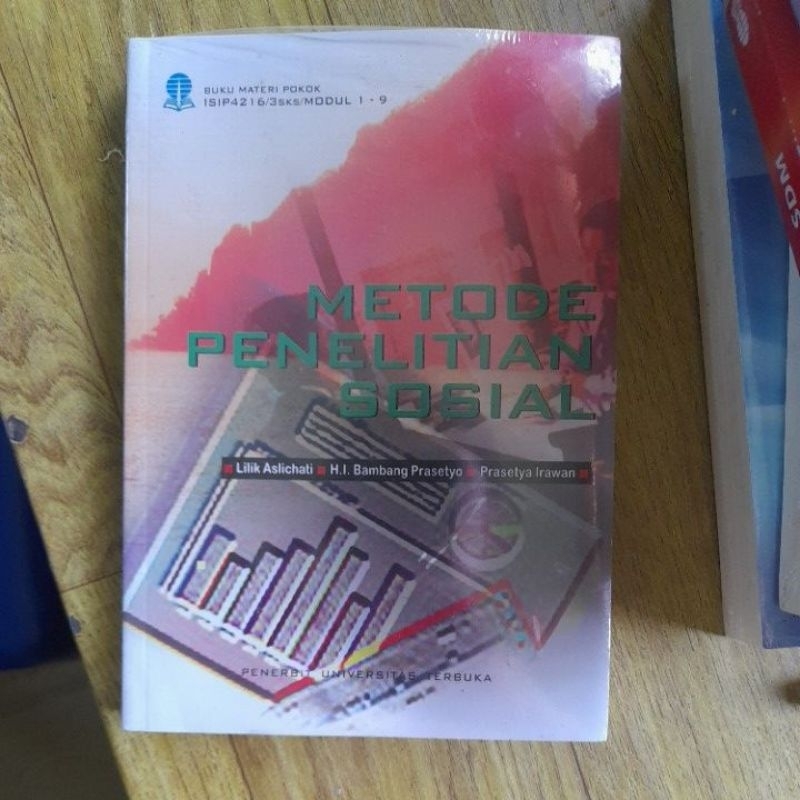 BUKU MATERI POKOK
ISIP4216/3SKS/MODUL 1 - 9
METODE
PENELITIAN
SOSIAL
Lilik Aslichati H.I. Bambang Prasetyo Prasetya Irawan
PENERBIT UNIVERSITAS TERBUKA
SDM